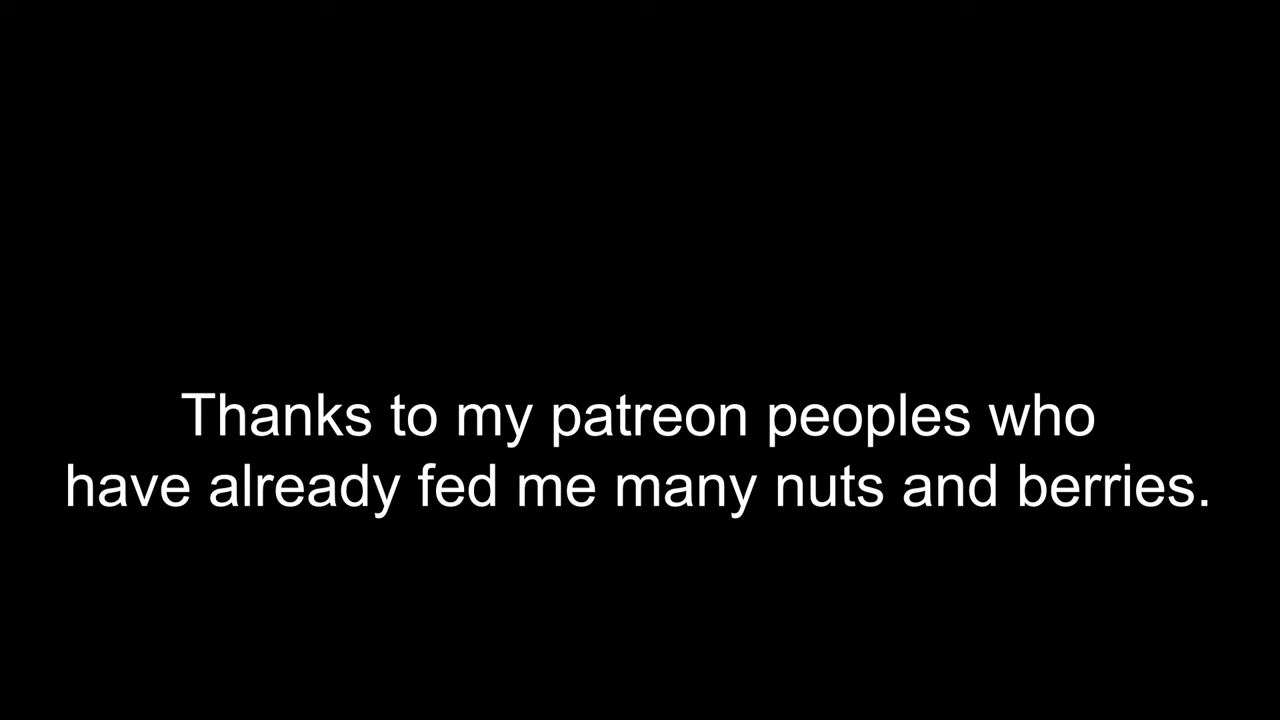 Thanks to my patreon peoples who
have already fed me many nuts and berries.